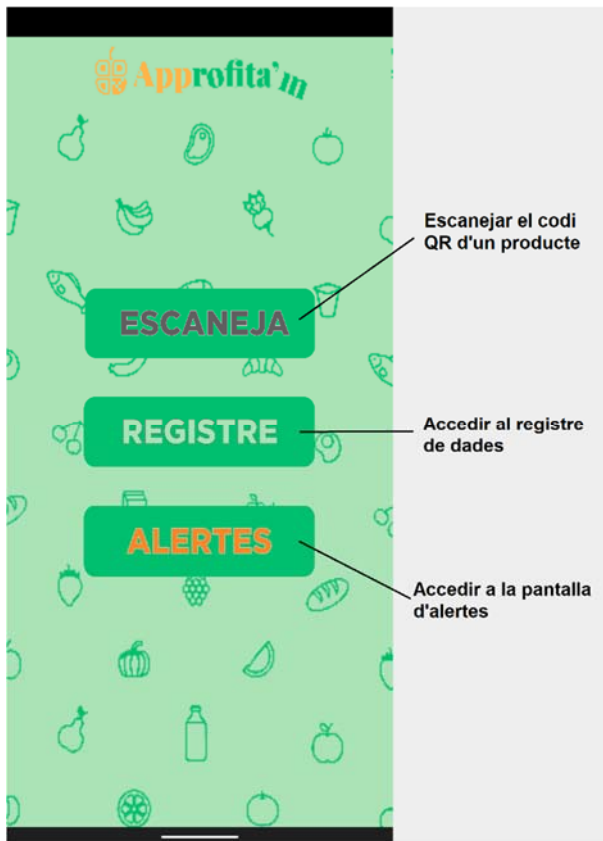 Approfita'm
Escanejar el codi
QR d'un producte
ESCANEJA
REGISTRE
Accedir al registre
de dades
ALERTES
Accedir a la pantalla
d'alertes